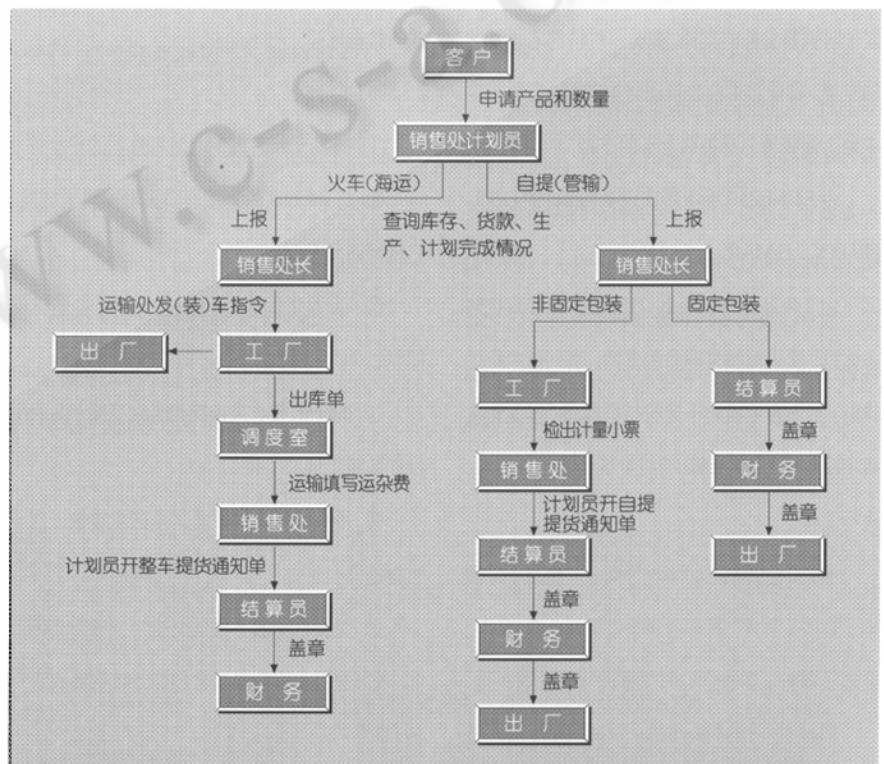 客户
申请产品和数量
销售处计划员
火车(海运)
自提(管输)
上报
查询库存、货款、生
产、计划完成情况
上报
销售处长
销售处长
运输处发(装)车指令
非固定包装
固定包装
出厂
工厂
工厂
结算员
出库单
检出计量小票
盖章
调度室
销售处
财务
运输填写运杂费
计划员开自提
提货通知单
盖章
销售处
结算员
出厂
计划员开整车提货通知单
盖章
结算员
财务
盖章
盖章
财务
出厂
www.c-s-a.c